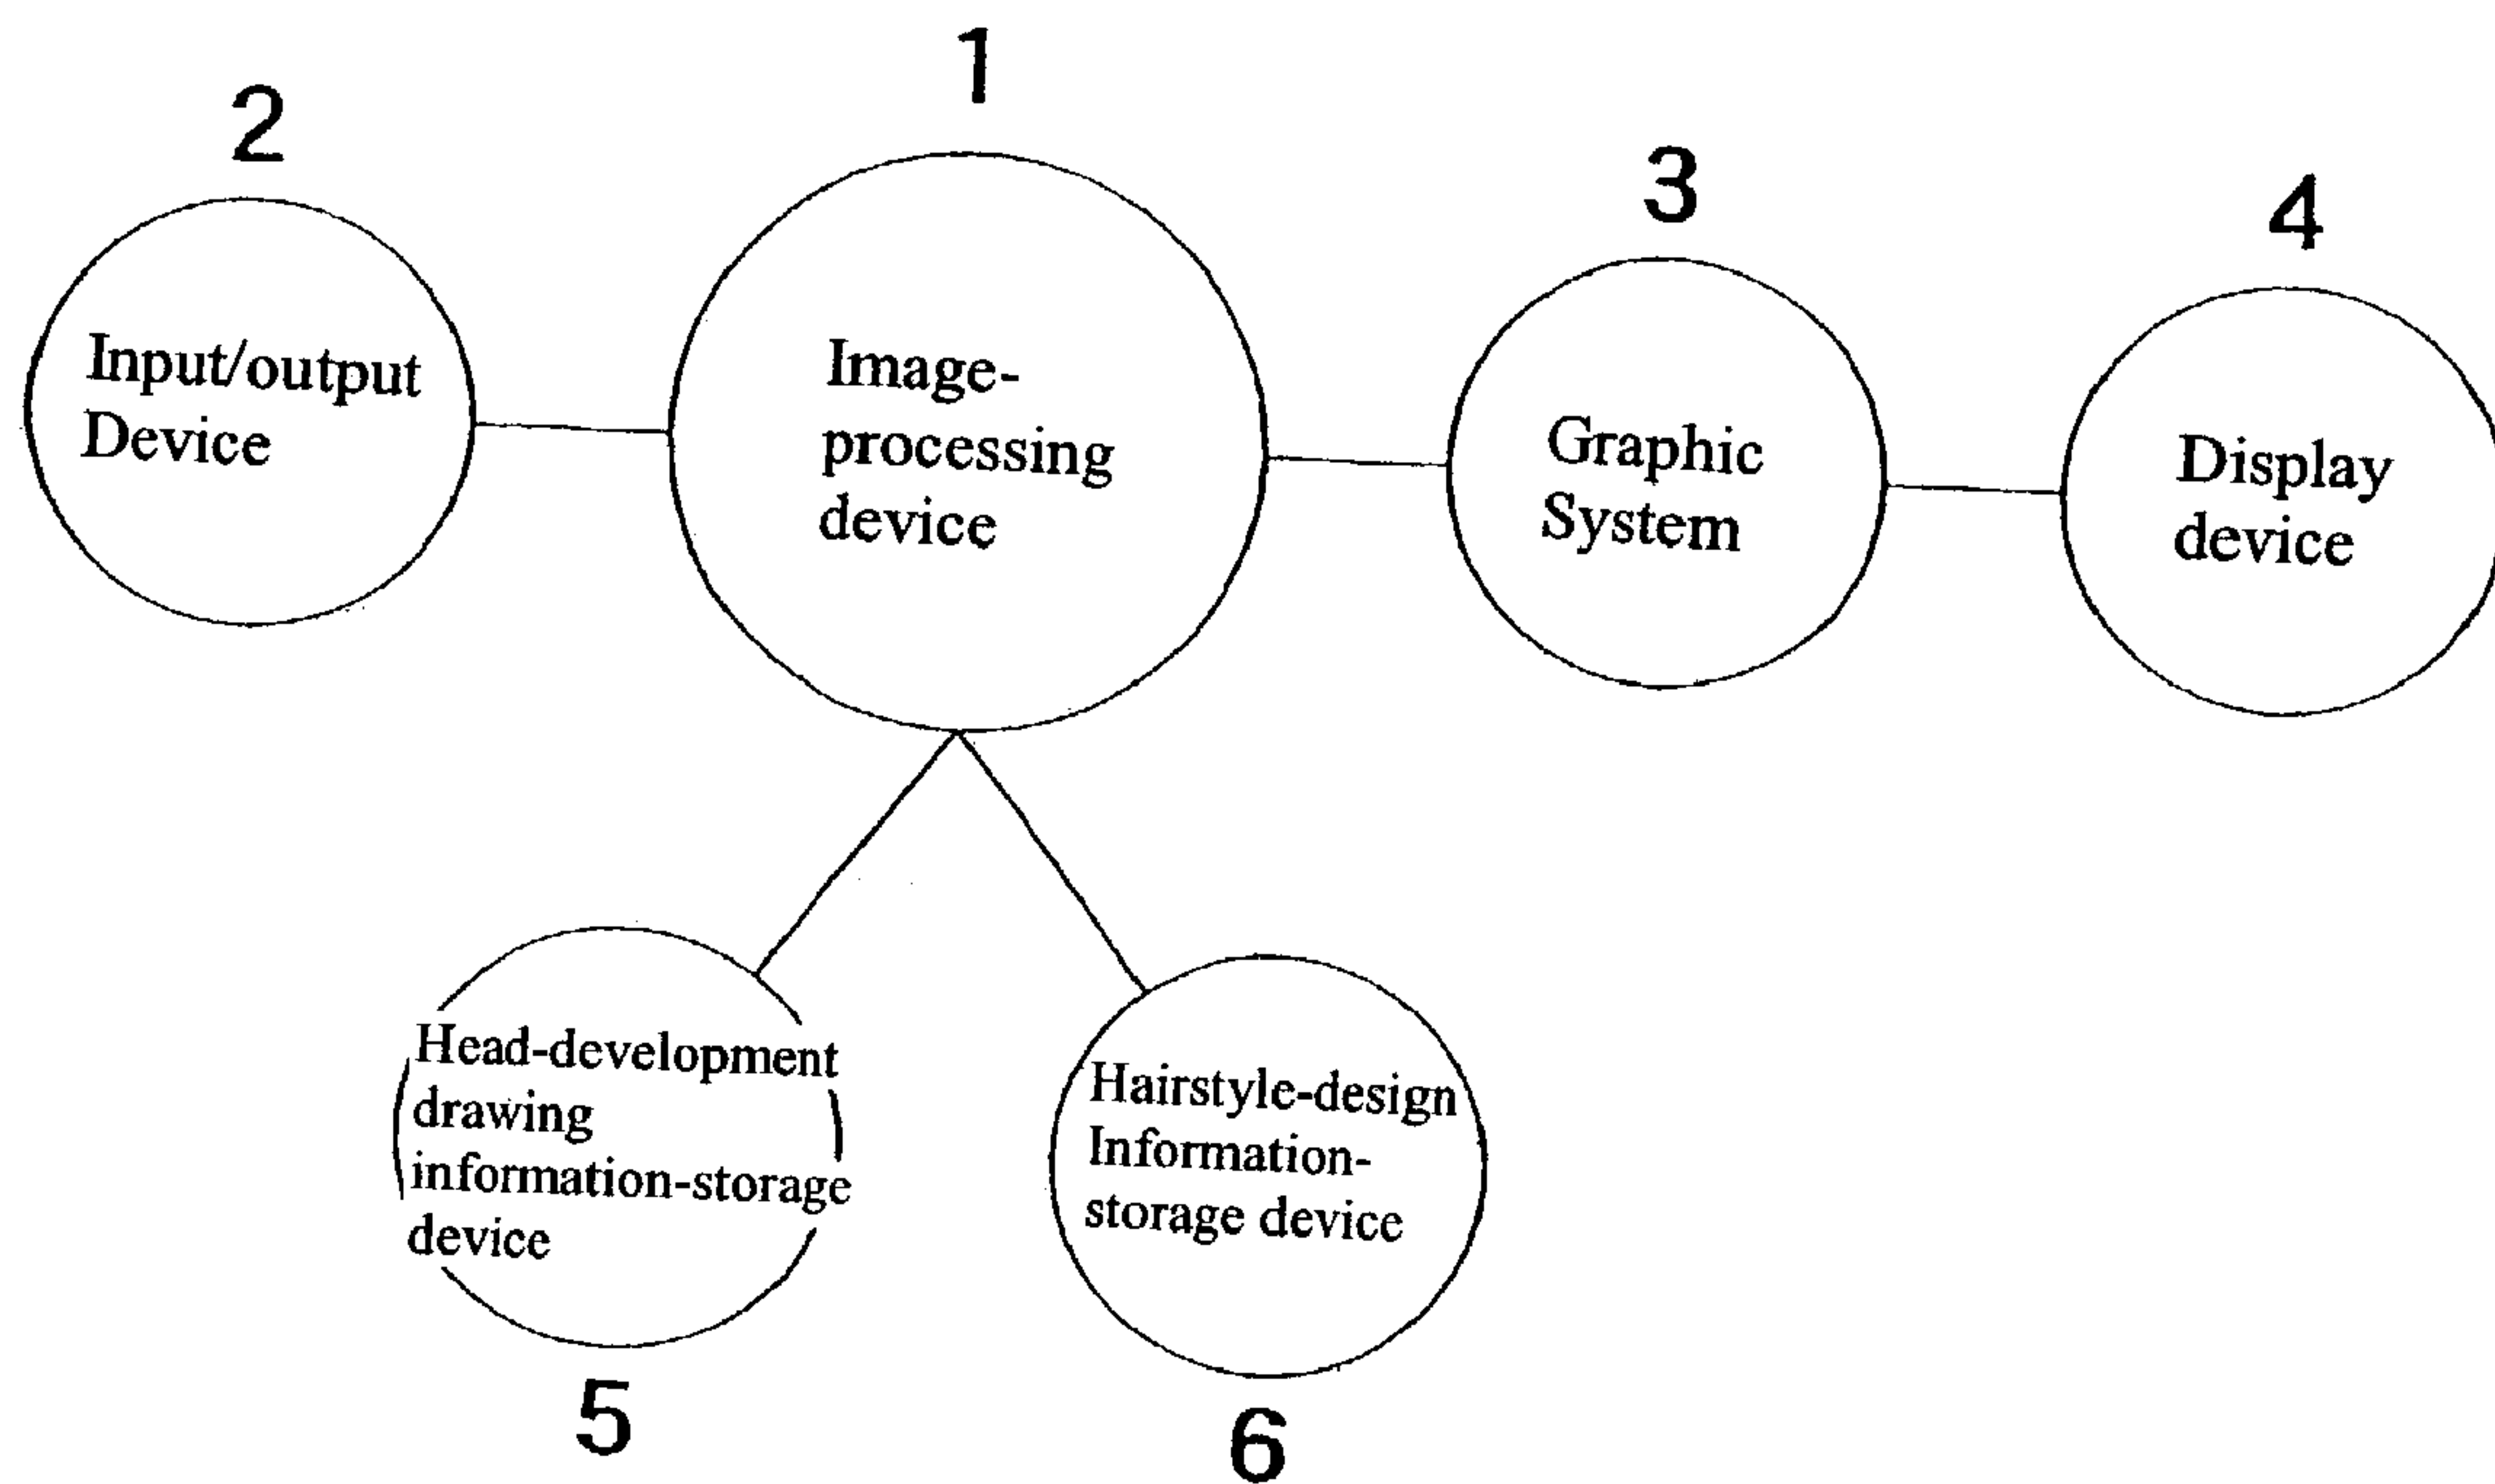 1
2
3
4
Input/output
Device
Image-
processing
device
Graphic
System
Display
device
Head-development
drawing
information-storage
device
Hairstyle-design
Information-
storage device
5
6